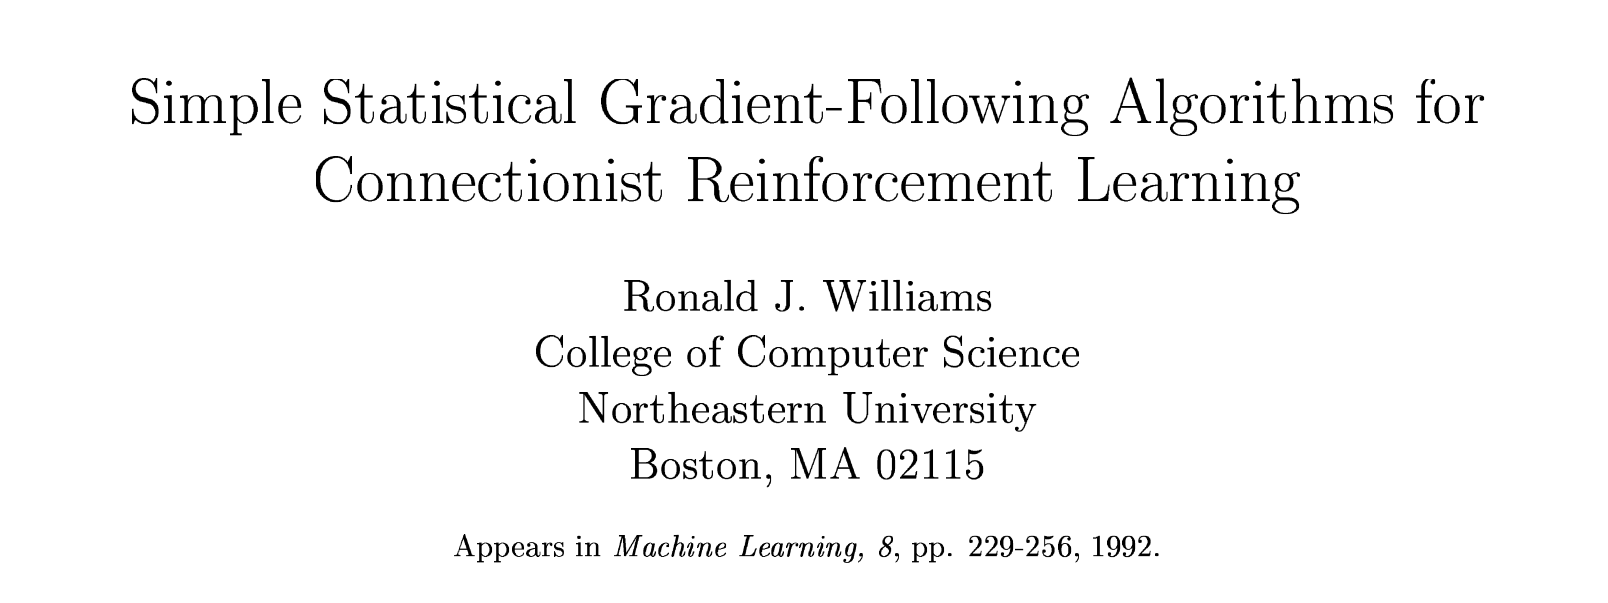 Simple Statistical Gradient-Following Algorithms for
Connectionist Reinforcement Learning
Ronald J. Williams
College of Computer Science
Northeastern University
Boston, MA 02115
Appears in Machine Learning, 8, pp. 229-256, 1992.